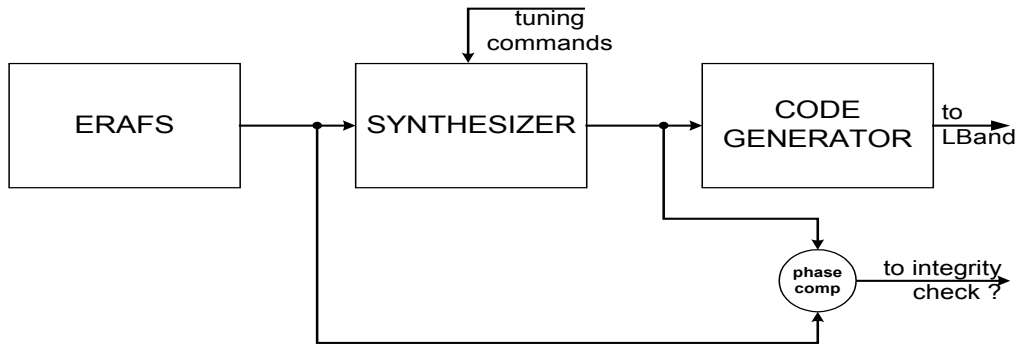 tuning
commands
ERAFS
SYNTHESIZER
CODE
GENERATOR
to
LBand
phase
comp
to integrity
check ?